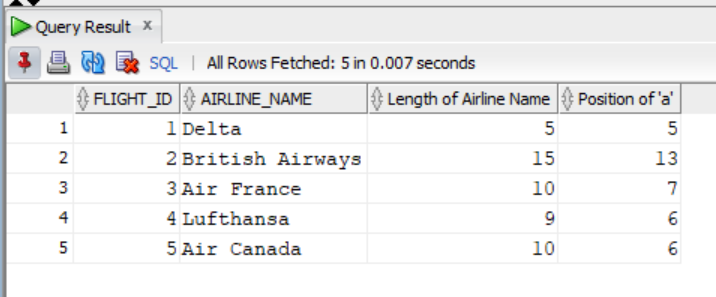 Query Result x
SQL | All Rows Fetched: 5 in 0.007 seconds
FLIGHT_ID AIRLINE_NAME Length of Airline Name Position of 'a'
1 1 Delta 5 5
2 2 British Airways 15 13
3 3 Air France 10 7
4 4 Lufthansa 9 6
5 5 Air Canada 10 6